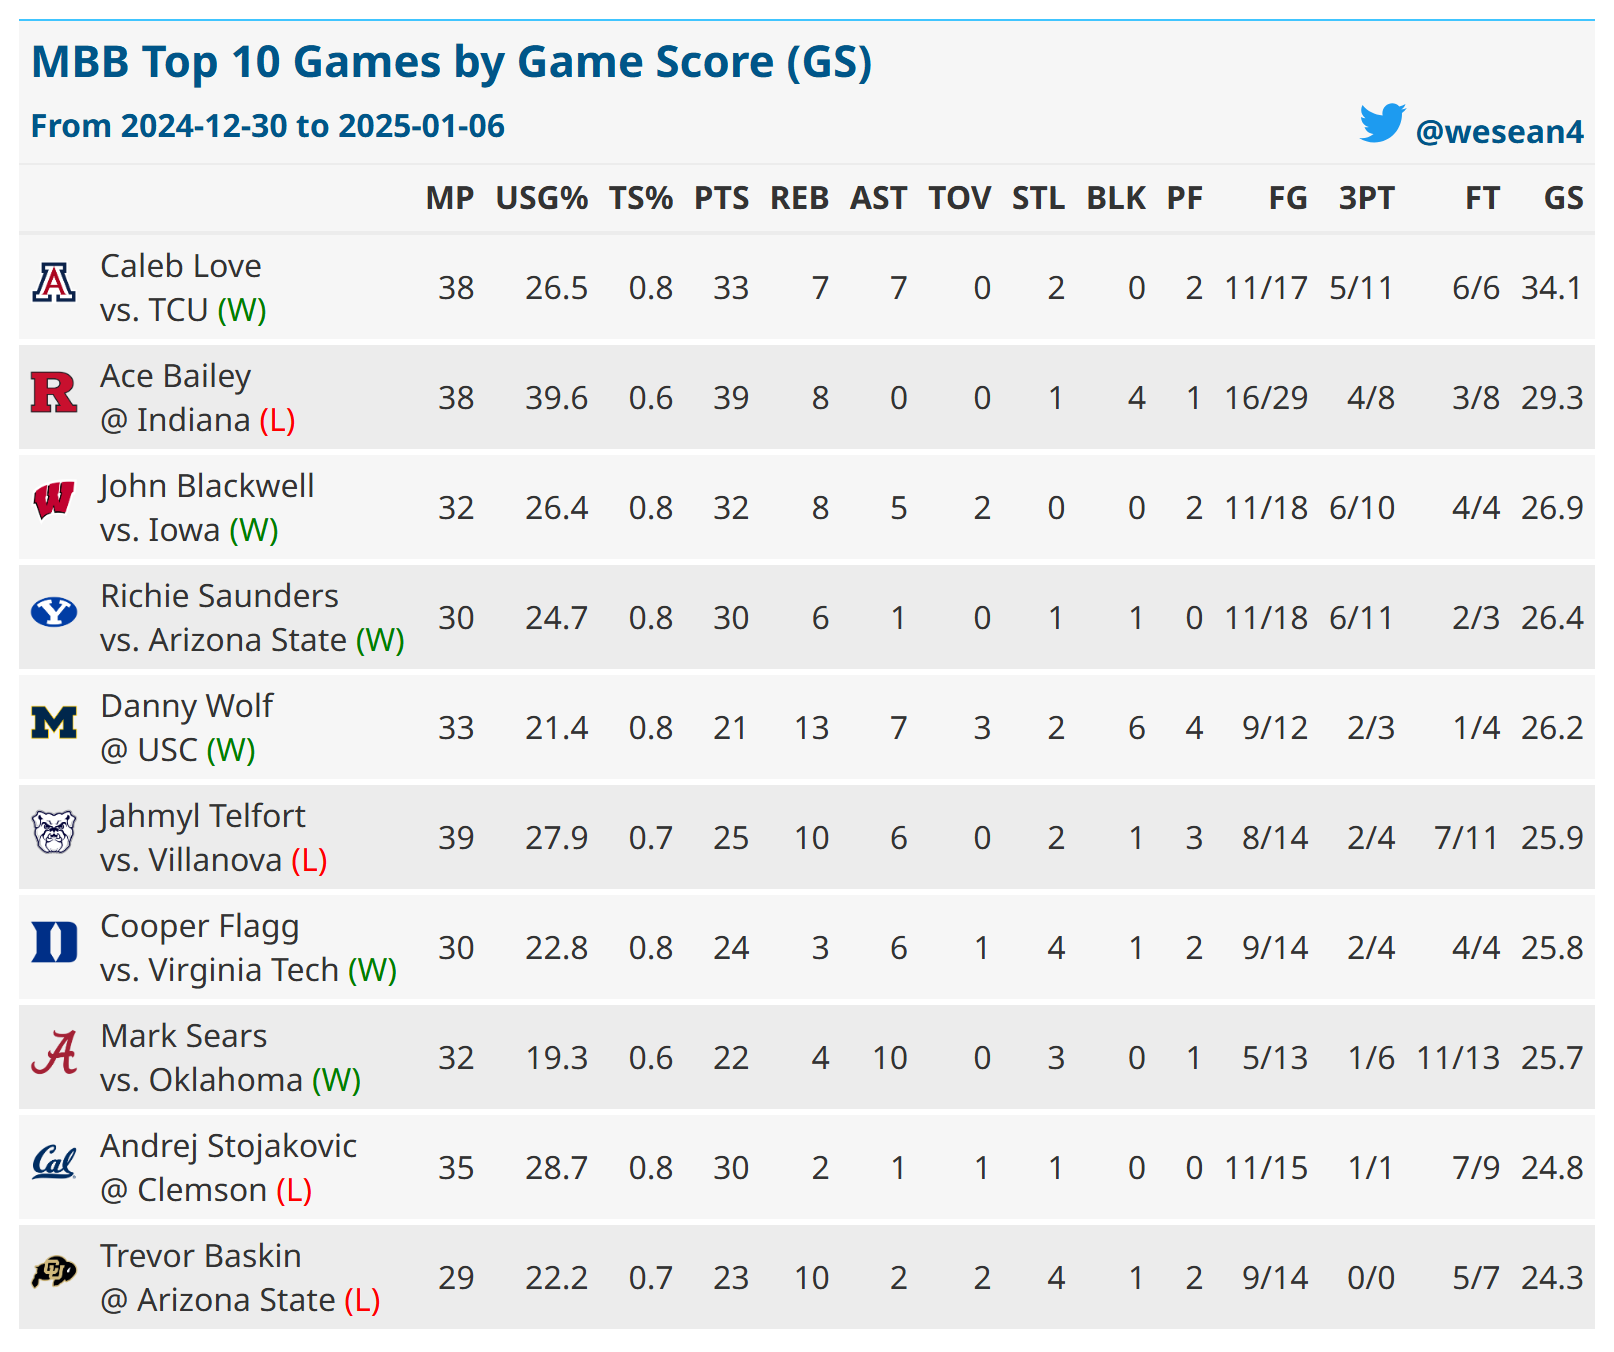 MBB Top 10 Games by Game Score (GS)
From 2024-12-30 to 2025-01-06
@wesean4
MP USG% TS% PTS REB AST TOV STL BLK PF FG 3PT FT GS
A
Caleb Love
vs. TCU (W)
38 26.5 0.8 33 7 7 0 2 0 2 11/17 5/11 6/6 34.1
R
Ace Bailey
@ Indiana (L)
38 39.6 0.6 39 8 0 0 1 4 1 16/29 4/8 3/8 29.3
W
John Blackwell
vs. Iowa (W)
32 26.4 0.8 32 8 5 2 0 0 2 11/18 6/10 4/4 26.9
Y
Richie Saunders
vs. Arizona State (W)
30 24.7 0.8 30 6 1 0 1 1 0 11/18 6/11 2/3 26.4
M
Danny Wolf
@ USC (W)
33 21.4 0.8 21 13 7 3 2 6 4 9/12 2/3 1/4 26.2
Jahmyl Telfort
vs. Villanova (L)
39 27.9 0.7 25 10 6 0 2 1 3 8/14 2/4 7/11 25.9
D
Cooper Flagg
vs. Virginia Tech (W)
30 22.8 0.8 24 3 6 1 4 1 2 9/14 2/4 4/4 25.8
A
Mark Sears
vs. Oklahoma (W)
32 19.3 0.6 22 4 10 0 3 0 1 5/13 1/6 11/13 25.7
Cal
Andrej Stojakovic
@ Clemson (L)
35 28.7 0.8 30 2 1 1 1 0 0 11/15 1/1 7/9 24.8
CU
Trevor Baskin
@ Arizona State (L)
29 22.2 0.7 23 10 2 2 4 1 2 9/14 0/0 5/7 24.3